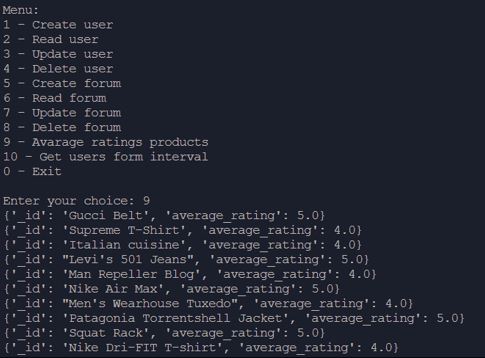 Menu:
1 - Create user
2 - Read user
3 - Update user
4 - Delete user
5 - Create forum
6 - Read forum
7 - Update forum
8 - Delete forum
9 - Avarage ratings products
10 - Get users form interval
0 - Exit
Enter your choice: 9
{'_id': 'Gucci Belt', 'average_rating': 5.0}
{'_id': 'Supreme T-Shirt', 'average_rating': 4.0}
{'_id': 'Italian cuisine', 'average_rating': 4.0}
{'_id': "Levi's 501 Jeans", 'average_rating': 5.0}
{'_id': 'Man Repeller Blog', 'average_rating': 4.0}
{'_id': 'Nike Air Max', 'average_rating': 5.0}
{'_id': "Men's Wearhouse Tuxedo", 'average_rating': 4.0}
{'_id': 'Patagonia Torrentshell Jacket', 'average_rating': 5.0}
{'_id': 'Squat Rack', 'average_rating': 5.0}
{'_id': 'Nike Dri-FIT T-shirt', 'average_rating': 4.0}